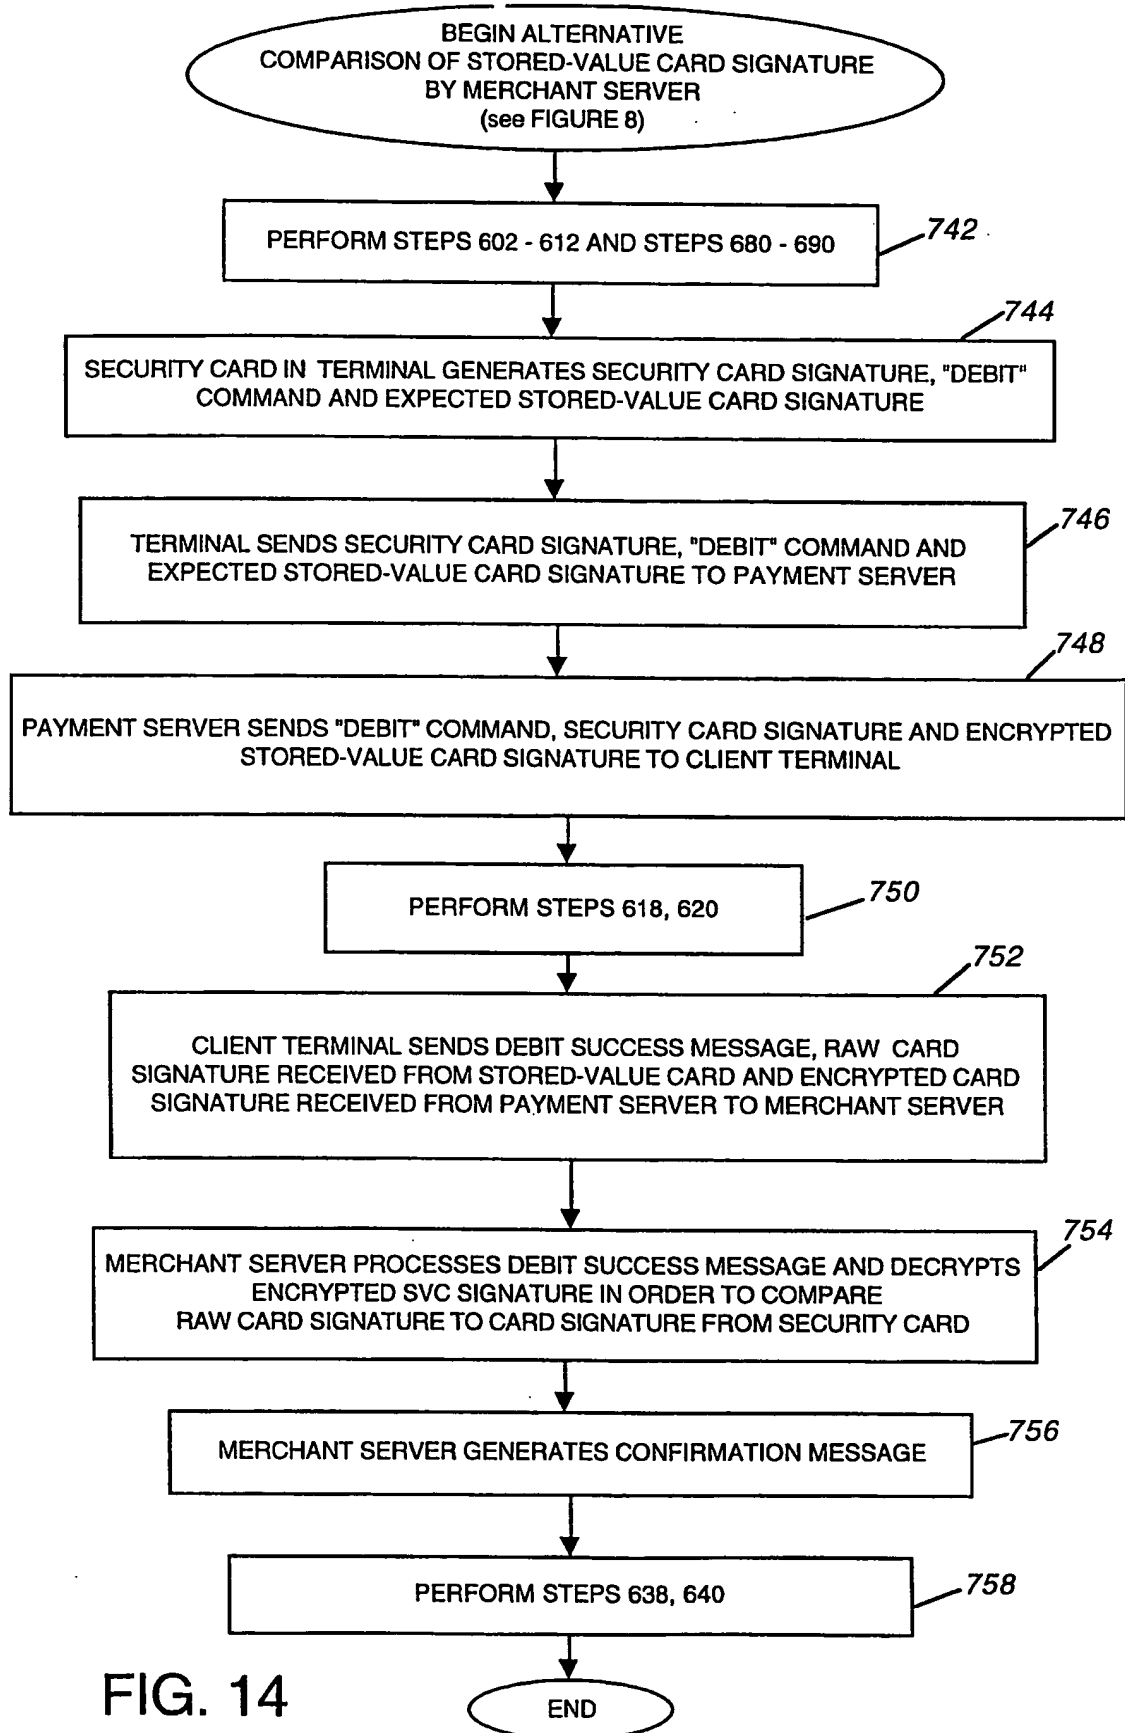 BEGIN ALTERNATIVE
COMPARISON OF STORED-VALUE CARD SIGNATURE
BY MERCHANT SERVER
(see FIGURE 8)
PERFORM STEPS 602 - 612 AND STEPS 680 - 690
742
744
SECURITY CARD IN TERMINAL GENERATES SECURITY CARD SIGNATURE, "DEBIT"
COMMAND AND EXPECTED STORED-VALUE CARD SIGNATURE
746
TERMINAL SENDS SECURITY CARD SIGNATURE, "DEBIT" COMMAND AND
EXPECTED STORED-VALUE CARD SIGNATURE TO PAYMENT SERVER
748
PAYMENT SERVER SENDS "DEBIT" COMMAND, SECURITY CARD SIGNATURE AND ENCRYPTED
STORED-VALUE CARD SIGNATURE TO CLIENT TERMINAL
PERFORM STEPS 618, 620
750
752
CLIENT TERMINAL SENDS DEBIT SUCCESS MESSAGE, RAW CARD
SIGNATURE RECEIVED FROM STORED-VALUE CARD AND ENCRYPTED CARD
SIGNATURE RECEIVED FROM PAYMENT SERVER TO MERCHANT SERVER
754
MERCHANT SERVER PROCESSES DEBIT SUCCESS MESSAGE AND DECRYPTS
ENCRYPTED SVC SIGNATURE IN ORDER TO COMPARE
RAW CARD SIGNATURE TO CARD SIGNATURE FROM SECURITY CARD
756
MERCHANT SERVER GENERATES CONFIRMATION MESSAGE
PERFORM STEPS 638, 640
758
END
FIG. 14